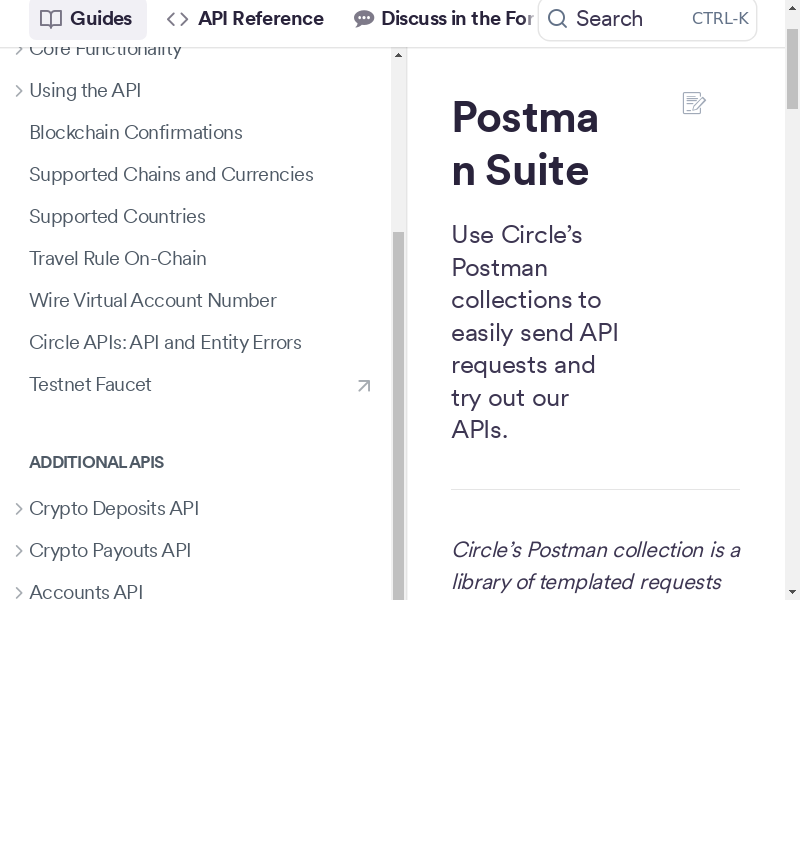 Guides
API Reference
Discuss in the For
Search
CTRL-K
Core Functionality
Using the API
Blockchain Confirmations
Supported Chains and Currencies
Supported Countries
Travel Rule On-Chain
Wire Virtual Account Number
Circle APIs: API and Entity Errors
Testnet Faucet
ADDITIONAL APIS
Crypto Deposits API
Crypto Payouts API
Accounts API
Postma
n Suite
Use Circle’s
Postman
collections to
easily send API
requests and
try out our
APIs.
Circle’s Postman collection is a
library of templated requests